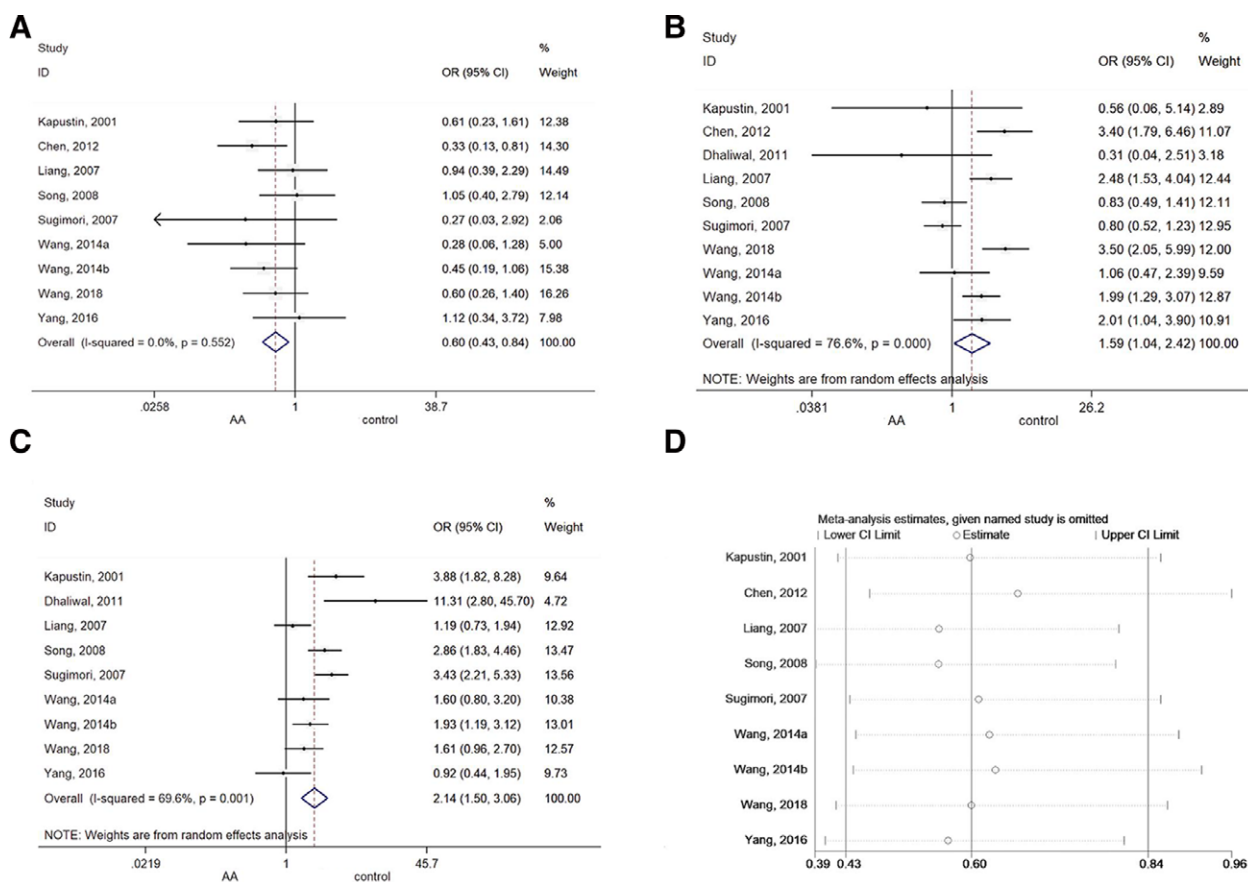 A
Study %
ID OR (95% CI) Weight
Kapustin, 2001 0.61 (0.23, 1.61) 12.38
Chen, 2012 0.33 (0.13, 0.81) 14.30
Liang, 2007 0.94 (0.39, 2.29) 14.49
Song, 2008 1.05 (0.40, 2.79) 12.14
Sugimori, 2007 0.27 (0.03, 2.92) 2.06
Wang, 2014a 0.28 (0.06, 1.28) 5.00
Wang, 2014b 0.45 (0.19, 1.06) 15.38
Wang, 2018 0.60 (0.26, 1.40) 16.26
Yang, 2016 1.12 (0.34, 3.72) 7.98
Overall (I-squared = 0.0%, p = 0.552) 0.60 (0.43, 0.84) 100.00
.0258 1 38.7
AA control
B
Study %
ID OR (95% CI) Weight
Kapustin, 2001 0.56 (0.06, 5.14) 2.89
Chen, 2012 3.40 (1.79, 6.46) 11.07
Dhaliwal, 2011 0.31 (0.04, 2.51) 3.18
Liang, 2007 2.48 (1.53, 4.04) 12.44
Song, 2008 0.83 (0.49, 1.41) 12.11
Sugimori, 2007 0.80 (0.52, 1.23) 12.95
Wang, 2018 3.50 (2.05, 5.99) 12.00
Wang, 2014a 1.06 (0.47, 2.39) 9.59
Wang, 2014b 1.99 (1.29, 3.07) 12.87
Yang, 2016 2.01 (1.04, 3.90) 10.91
Overall (I-squared = 76.6%, p = 0.000) 1.59 (1.04, 2.42) 100.00
NOTE: Weights are from random effects analysis
.0381 1 26.2
AA control
C
Study %
ID OR (95% CI) Weight
Kapustin, 2001 3.88 (1.82, 8.28) 9.64
Dhaliwal, 2011 11.31 (2.80, 45.70) 4.72
Liang, 2007 1.19 (0.73, 1.94) 12.92
Song, 2008 2.86 (1.83, 4.46) 13.47
Sugimori, 2007 3.43 (2.21, 5.33) 13.56
Wang, 2014a 1.60 (0.80, 3.20) 10.38
Wang, 2014b 1.93 (1.19, 3.12) 13.01
Wang, 2018 1.61 (0.96, 2.70) 12.57
Yang, 2016 0.92 (0.44, 1.95) 9.73
Overall (I-squared = 69.6%, p = 0.001) 2.14 (1.50, 3.06) 100.00
NOTE: Weights are from random effects analysis
.0219 1 45.7
AA control
D
Meta-analysis estimates, given named study is omitted
Lower CI Limit Estimate Upper CI Limit
Kapustin, 2001
Chen, 2012
Liang, 2007
Song, 2008
Sugimori, 2007
Wang, 2014a
Wang, 2014b
Wang, 2018
Yang, 2016
0.39 0.43 0.60 0.84 0.96